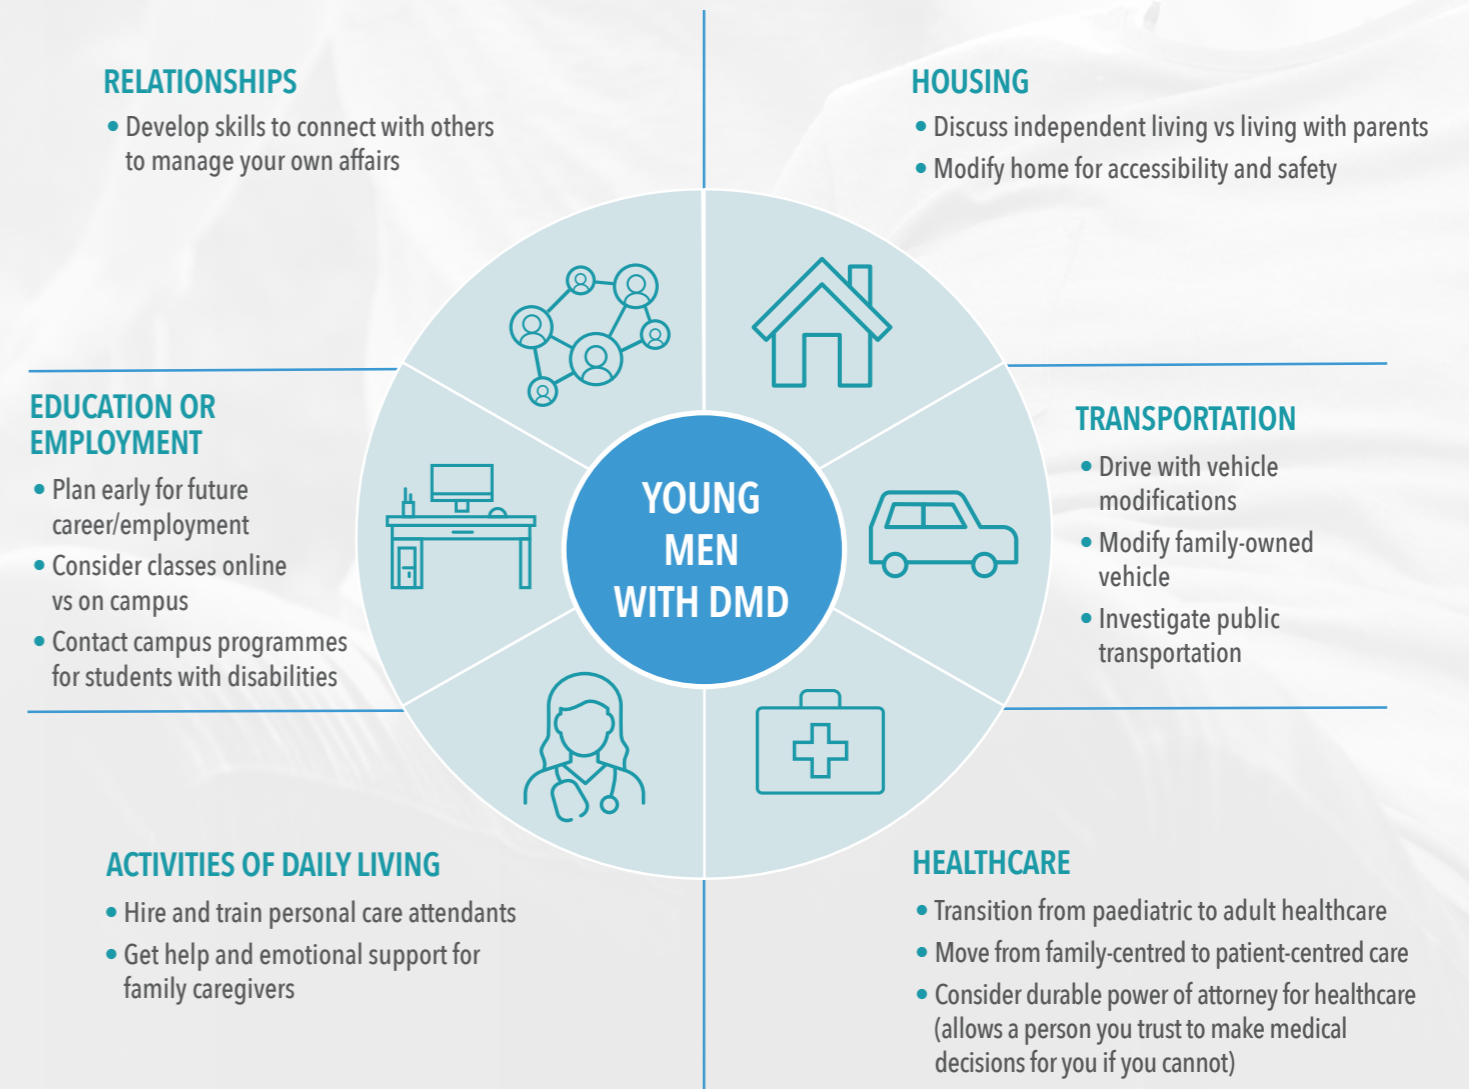 RELATIONSHIPS
• Develop skills to connect with others
to manage your own affairs
HOUSING
• Discuss independent living vs living with parents
• Modify home for accessibility and safety
EDUCATION OR
EMPLOYMENT
• Plan early for future
career/employment
• Consider classes online
vs on campus
• Contact campus programmes
for students with disabilities
YOUNG
MEN
WITH DMD
TRANSPORTATION
• Drive with vehicle
modifications
• Modify family-owned
vehicle
• Investigate public
transportation
ACTIVITIES OF DAILY LIVING
• Hire and train personal care attendants
• Get help and emotional support for
family caregivers
HEALTHCARE
• Transition from paediatric to adult healthcare
• Move from family-centred to patient-centred care
• Consider durable power of attorney for healthcare
(allows a person you trust to make medical
decisions for you if you cannot)